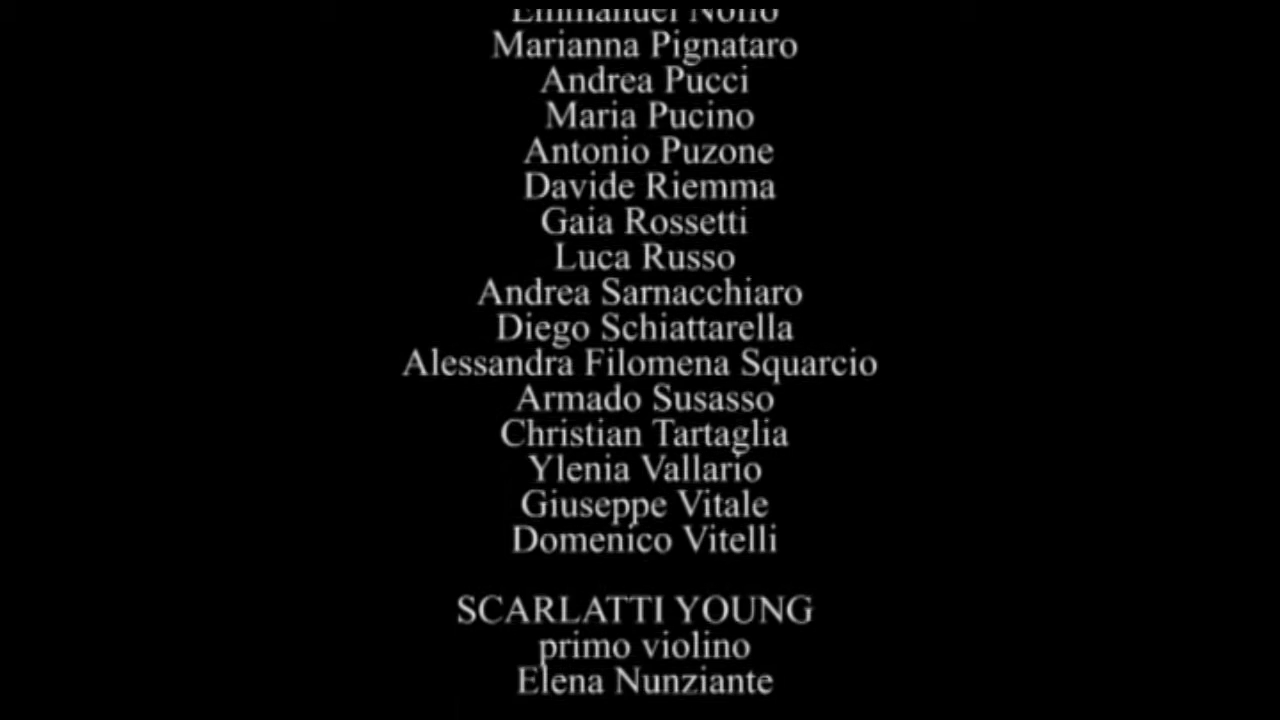 Emmanuel
Marianna Pignataro
Andrea Pucci
Maria Pucino
Antonio Puzone
Davide Riemma
Gaia Rossetti
Luca Russo
Andrea Sarnacchiaro
Diego Schiattarella
Alessandra Filomena Squarcio
Armado Susasso
Christian Tartaglia
Ylenia Vallario
Giuseppe Vitale
Domenico Vitelli
SCARLATTI YOUNG
primo violino
Elena Nunziante